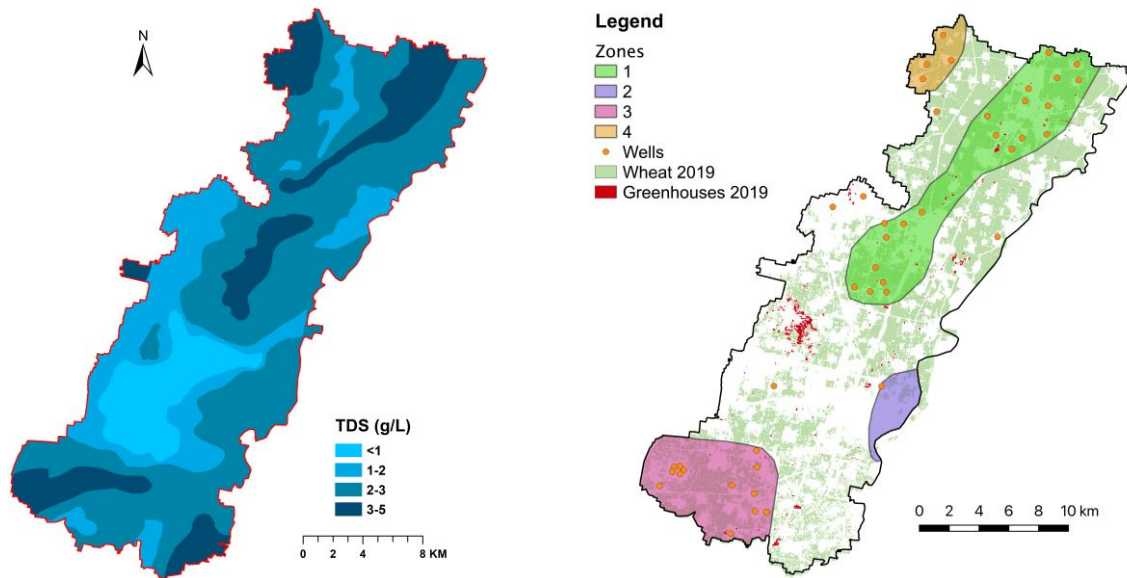 N
TDS (g/L)
<1
1-2
2-3
3-5
0 2 4 8 KM
Legend
Zones
1
2
3
4
Wells
Wheat 2019
Greenhouses 2019
0 2 4 6 8 10 km